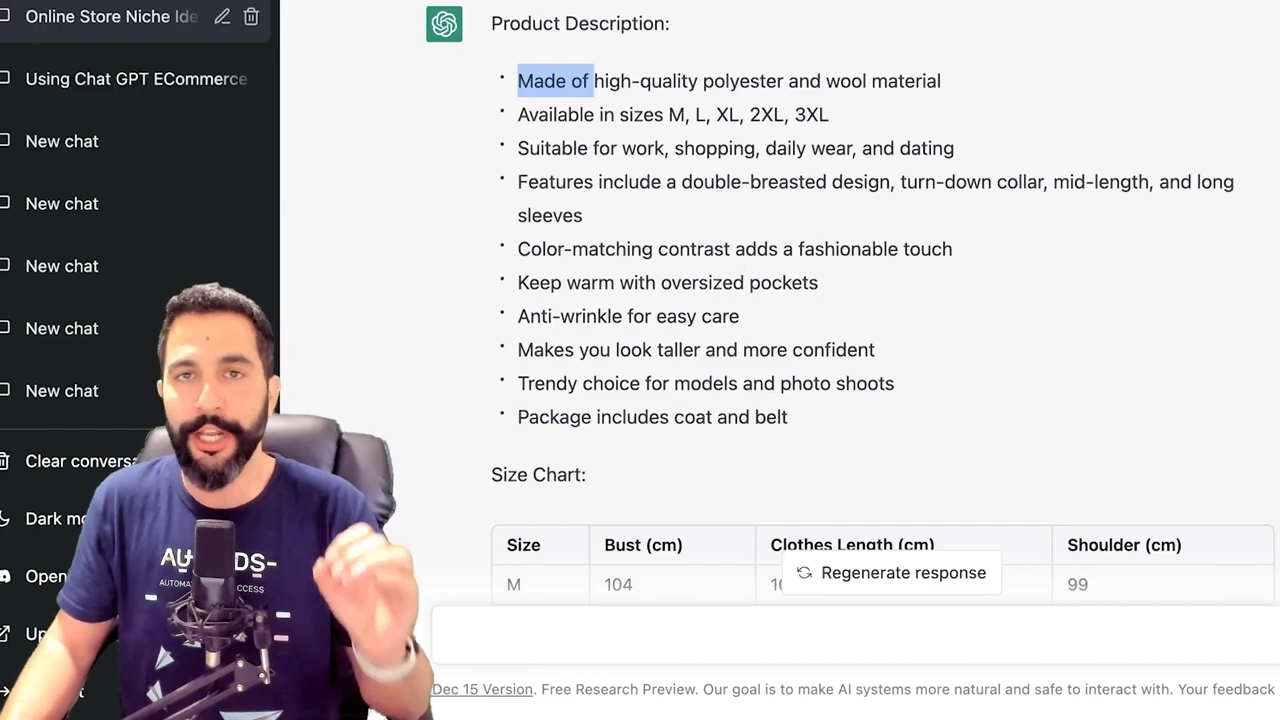 Online Store Niche Ide
Using Chat GPT ECommerce
New chat
New chat
New chat
New chat
New chat
Clear conversa
Dark mo
Open
Up
Product Description:
Made of high-quality polyester and wool material
Available in sizes M, L, XL, 2XL, 3XL
Suitable for work, shopping, daily wear, and dating
Features include a double-breasted design, turn-down collar, mid-length, and long
sleeves
Color-matching contrast adds a fashionable touch
Keep warm with oversized pockets
Anti-wrinkle for easy care
Makes you look taller and more confident
Trendy choice for models and photo shoots
Package includes coat and belt
Size Chart:
Size Bust (cm) Clothes Length (cm) Shoulder (cm)
M 104 99
Regenerate response
Dec 15 Version. Free Research Preview. Our goal is to make AI systems more natural and safe to interact with. Your feedback